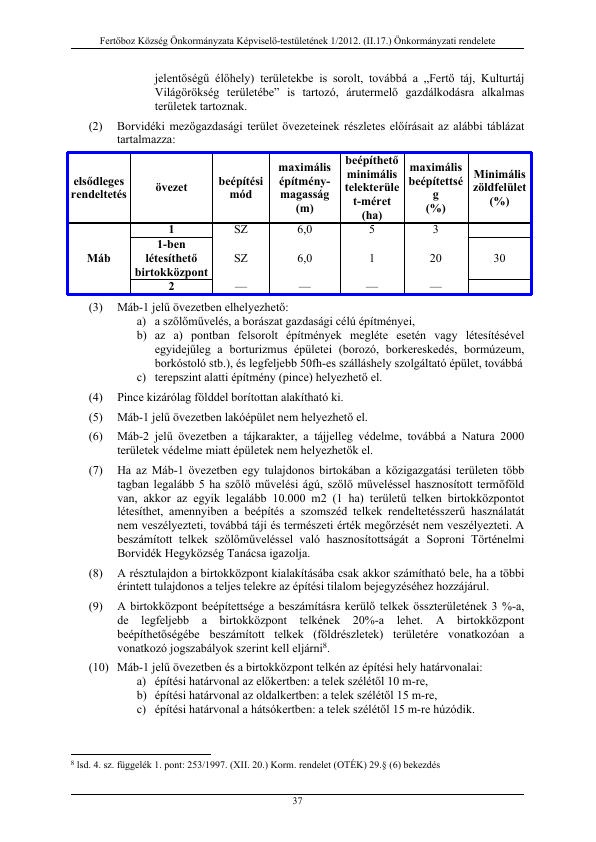 Fertőboz Község Önkormányzata Képviselő-testületének 1/2012. (II.17.) Önkormányzati rendelete
jelentőségű élőhely) területekbe is sorolt, továbbá a „Fertő táj, Kulturtáj
Világörökség területébe” is tartozó, árutermelő gazdálkodásra alkalmas
területek tartoznak.
(2) Borvidéki mezőgazdasági terület övezeteinek részletes előírásait az alábbi táblázat
tartalmazza:
elsődleges rendeltetés övezet beépítési mód maximális építmény-magasság (m) beépíthető minimális telekterüle t-méret (ha) maximális beépítettsé g (%) Minimális zöldfelület (%)
1 SZ 6,0 5 3
Máb 1-ben létesíthető birtokközpont SZ 6,0 1 20 30
2 — — — —
(3) Máb-1 jelű övezetben elhelyezhető:
a) a szőlőművelés, a borászat gazdasági célú építményei,
b) az a) pontban felsorolt építmények megléte esetén vagy létesítésével
egyidejűleg a borturizmus épületei (borozó, borkereskedés, bormúzeum,
borkóstoló stb.), és legfeljebb 50fh-es szálláshely szolgáltató épület, továbbá
c) terepszint alatti építmény (pince) helyezhető el.
(4) Pince kizárólag földdel borítottan alakítható ki.
(5) Máb-1 jelű övezetben lakóépület nem helyezhető el.
(6) Máb-2 jelű övezetben a tájkarakter, a tájjelleg védelme, továbbá a Natura 2000
területek védelme miatt épületek nem helyezhetők el.
(7) Ha az Máb-1 övezetben egy tulajdonos birtokában a közigazgatási területen több
tagban legalább 5 ha szőlő művelési ágú, szőlő műveléssel hasznosított termőföld
van, akkor az egyik legalább 10.000 m2 (1 ha) területű telken birtokközpontot
létesíthet, amennyiben a beépítés a szomszéd telkek rendeltetésszerű használatát
nem veszélyezteti, továbbá táji és természeti érték megőrzését nem veszélyezteti. A
beszámított telkek szőlőműveléssel való hasznosítottságát a Soproni Történelmi
Borvidék Hegyközség Tanácsa igazolja.
(8) A résztulajdon a birtokközpont kialakításába csak akkor számítható bele, ha a többi
érintett tulajdonos a teljes telekre az építési tilalom bejegyzéséhez hozzájárul.
(9) A birtokközpont beépítettsége a beszámításra kerülő telkek összterületének 3 %-a,
de legfeljebb a birtokközpont telkének 20%-a lehet. A birtokközpont
beépíthetőségébe beszámított telkek (földrészletek) területére vonatkozóan a
vonatkozó jogszabályok szerint kell eljárni⁸.
(10) Máb-1 jelű övezetben és a birtokközpont telkén az építési hely határvonalai:
a) építési határvonal az előkertben: a telek szélétől 10 m-re,
b) építési határvonal az oldalkertben: a telek szélétől 15 m-re,
c) építési határvonal a hátsókertben: a telek szélétől 15 m-re húzódik.
⁸ lsd. 4. sz. függelék 1. pont: 253/1997. (XII. 20.) Korm. rendelet (OTÉK) 29.§ (6) bekezdés
37